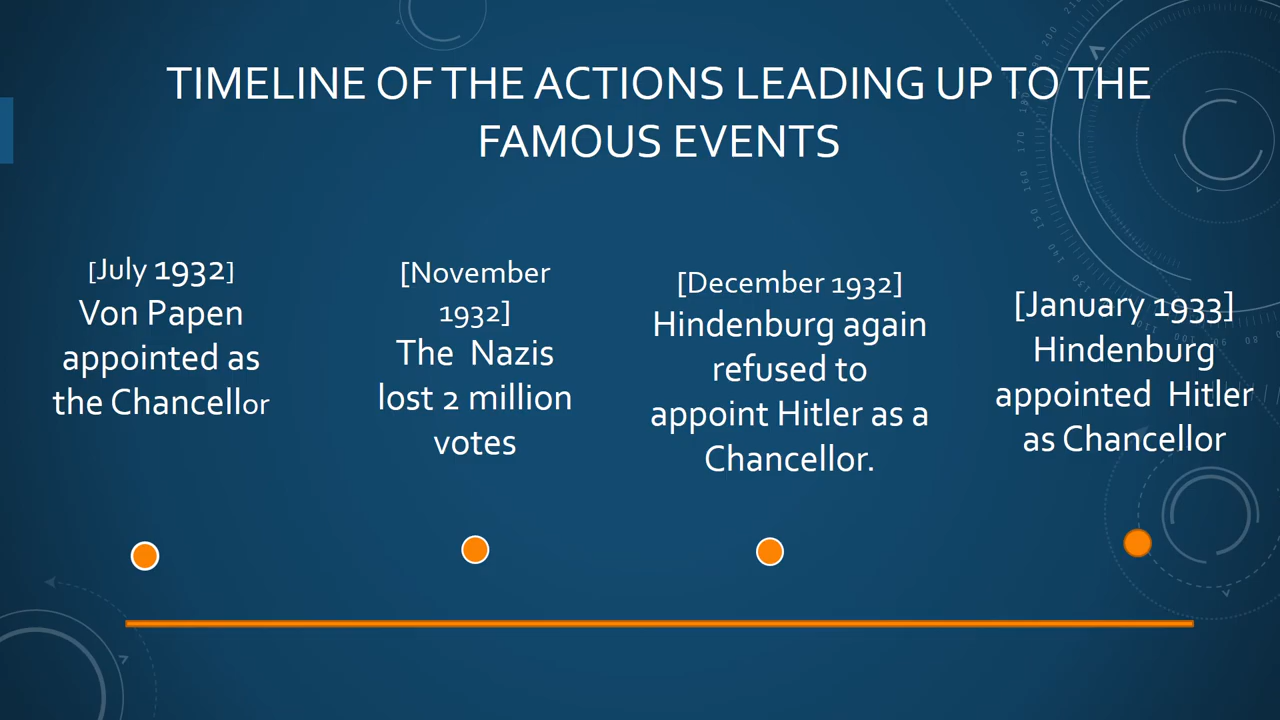 TIMELINE OF THE ACTIONS LEADING UP TO THE
FAMOUS EVENTS
[July 1932]
Von Papen
appointed as
the Chancellor
[November
1932]
The Nazis
lost 2 million
votes
[December 1932]
Hindenburg again
refused to
appoint Hitler as a
Chancellor.
[January 1933]
Hindenburg
appointed Hitler
as Chancellor